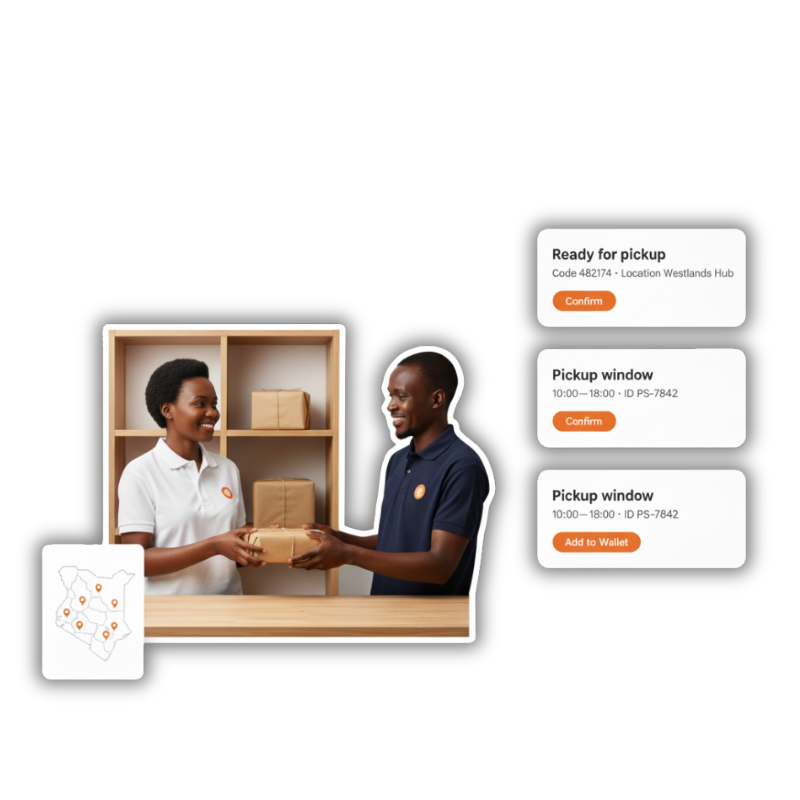 Ready for pickup
Code 482174 · Location Westlands Hub
Confirm
Pickup window
10:00—18:00 · ID PS-7842
Confirm
Pickup window
10:00—18:00 · ID PS-7842
Add to Wallet